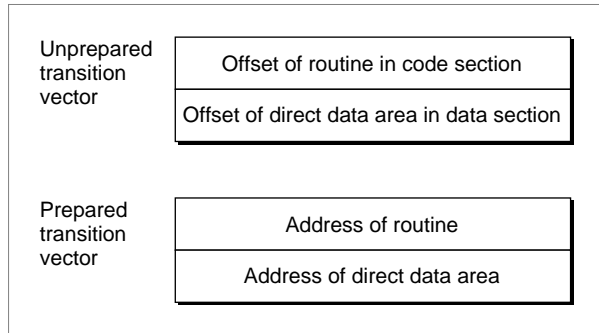 Unprepared
transition
vector
Offset of routine in code section
Offset of direct data area in data section
Prepared
transition
vector
Address of routine
Address of direct data area